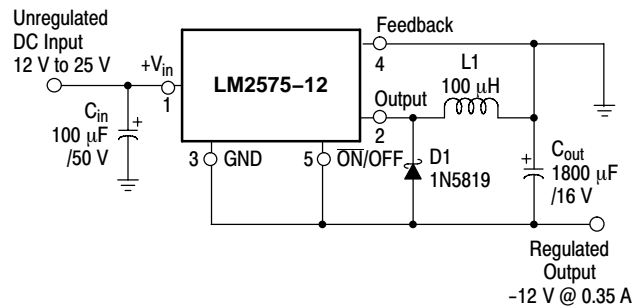 Unregulated
DC Input
12 V to 25 V
+Vin
1
Cin
100 μF
/50 V
+
LM2575–12
Feedback
4
Output
2
L1
100 μH
3 GND
5 ON/OFF
D1
1N5819
+
Cout
1800 μF
/16 V
Regulated
Output
–12 V @ 0.35 A